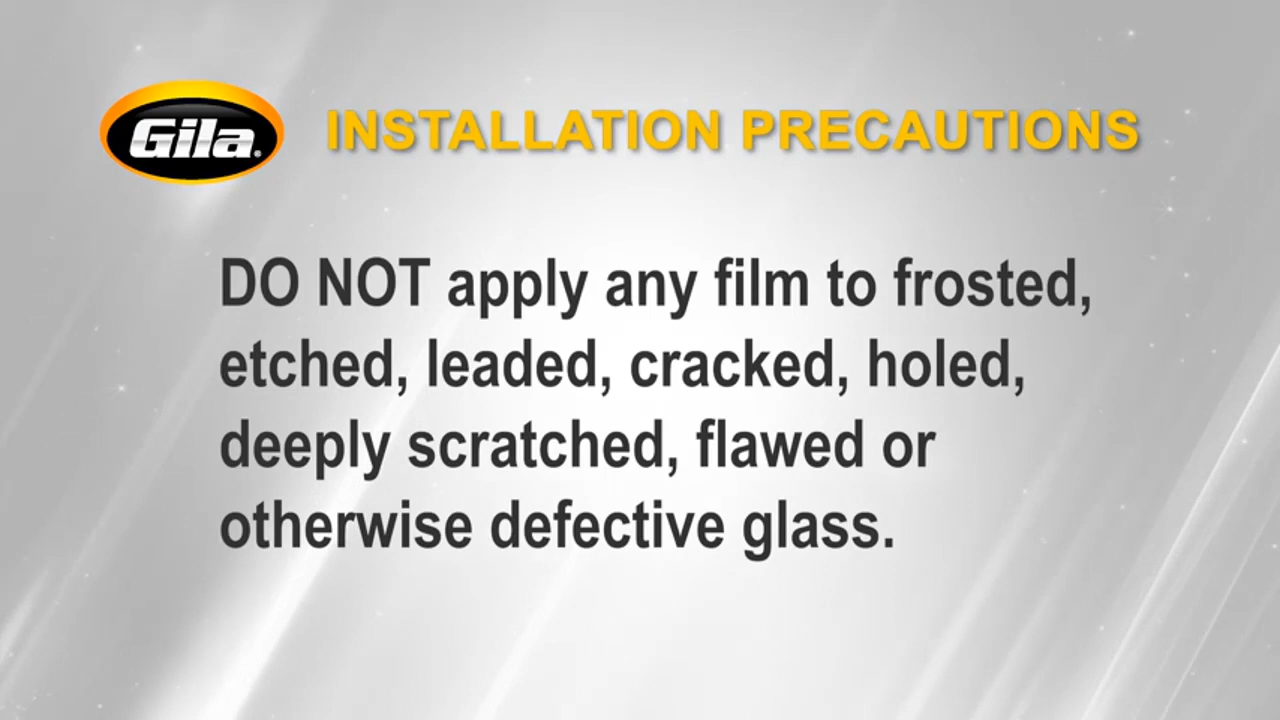 Gila®
INSTALLATION PRECAUTIONS
DO NOT apply any film to frosted,
etched, leaded, cracked, holed,
deeply scratched, flawed or
otherwise defective glass.